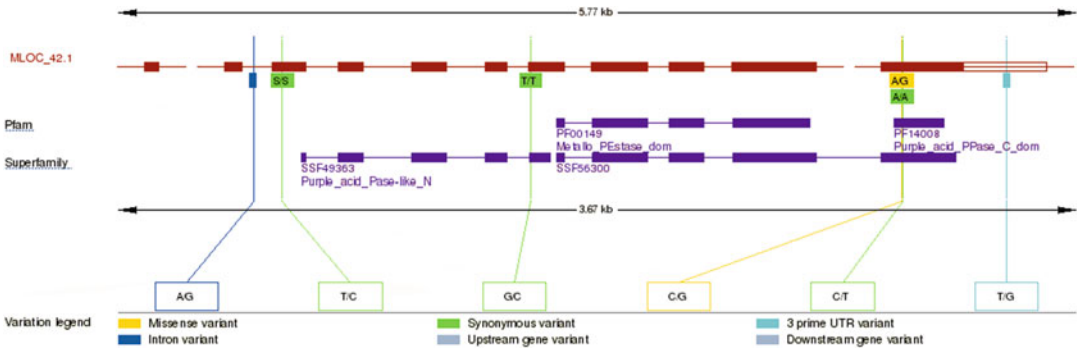 5.77 kb
MLOC_42.1
S/S T/T A/G
A/A
Pfam
PF00149 PF14008
Metallo_PEstase_dom Purple_acid_PPase_C_dom
Superfamily
SSF49363 SSF56300
Purple_acid_Pase-like_N
3.67 kb
A/G T/C G/C C/G C/T T/G
Variation legend
Missense variant Synonymous variant 3 prime UTR variant
Intron variant Upstream gene variant Downstream gene variant